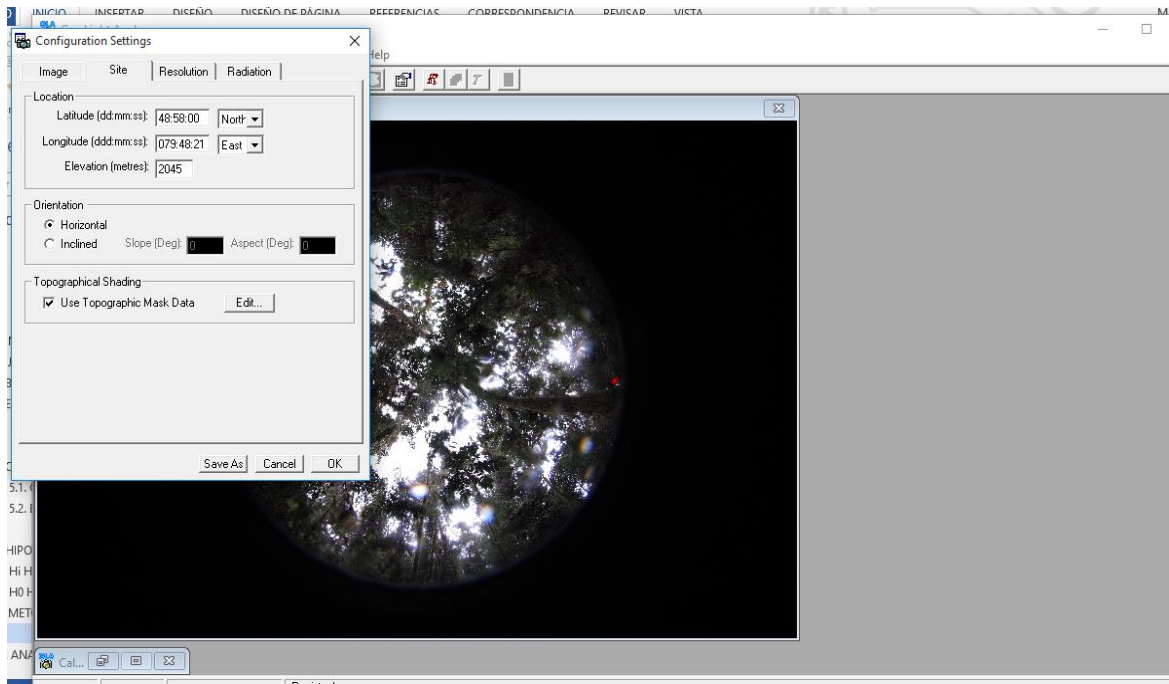 INICIO INSERTAR DISEÑO DISEÑO DE PÁGINA REFERENCIAS CORRESPONDENCIA REVISAR VISTA
Configuration Settings
Help
Image Site Resolution Radiation
Location
Latitude (dd:mm:ss): 48:58:00 North
Longitude (ddd:mm:ss): 079:48:21 East
Elevation (metres): 2045
Orientation
Horizontal
Inclined Slope (Deg): 0 Aspect (Deg): 0
Topographical Shading
Use Topographic Mask Data Edit...
Save As Cancel OK
5.1.
5.2.
HIPO
Hi H
H0 H
MET
ANA
Cal...